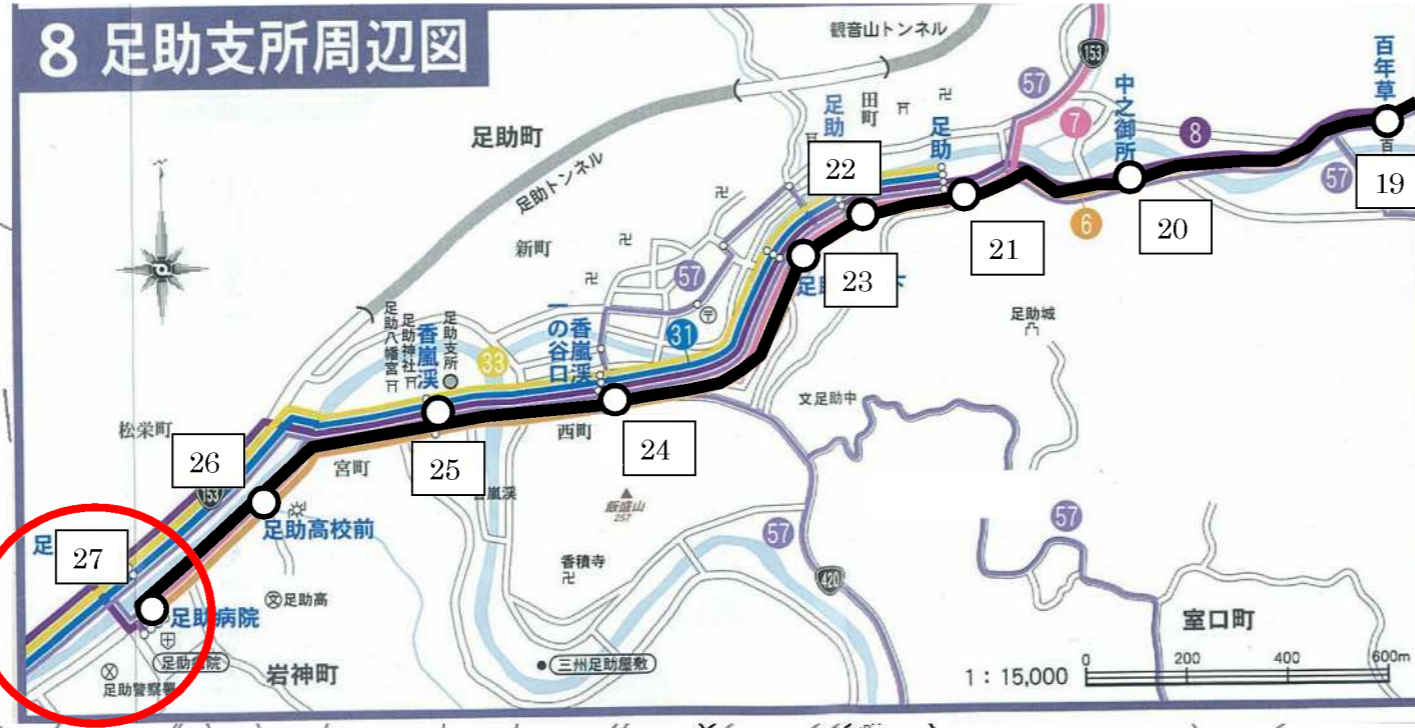 8 足助支所周辺図
観音山トンネル
153
百年草
57
中之御所
足助
田町
足助
足助町
7
8
22
足助トンネル
57
19
6
20
21
新町
23
57
足助城
足助八幡宮
足助神社
香嵐渓
足助支所
33
一の谷口
香嵐渓
31
文足助中
松栄町
26
西町
24
宮町
25
153
飯盛山
257
足助高校前
27
57
57
香積寺
420
文足助高
足助病院
室口町
足助病院
岩神町
三州足助屋敷
足助警察署
1：15,000
0 200 400 600m